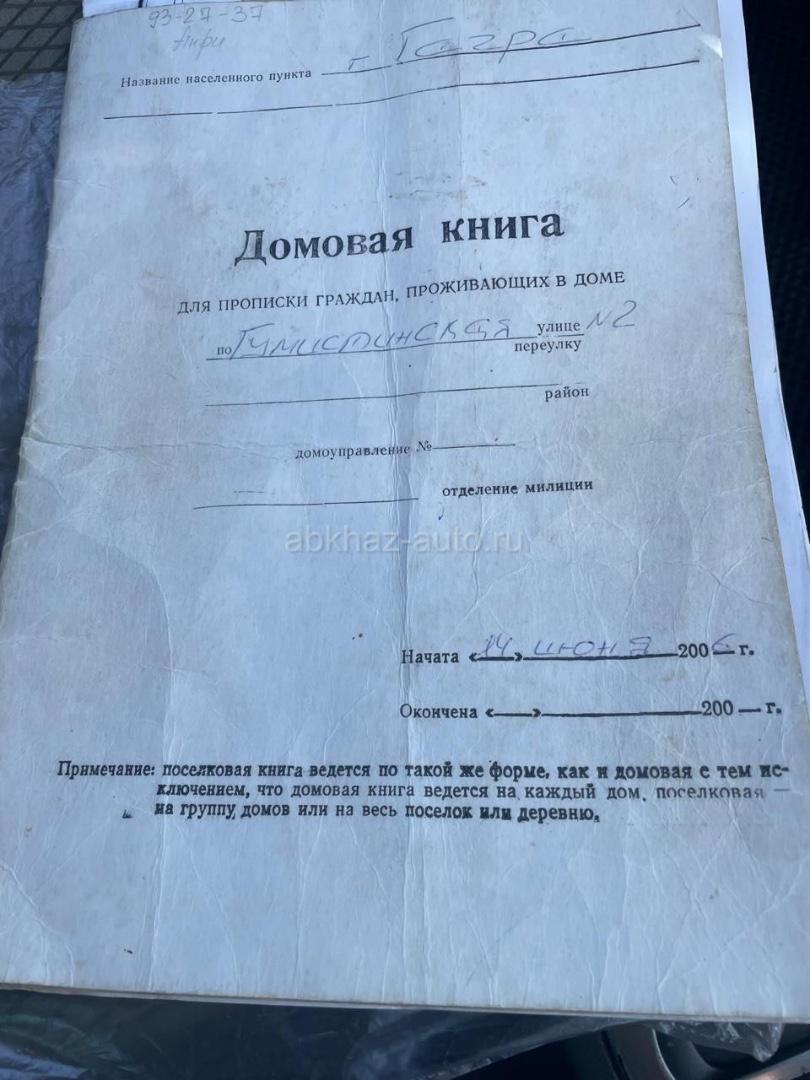 93-27-37
Анри
Название населенного пункта г. Гагра
Домовая книга
ДЛЯ ПРОПИСКИ ГРАЖДАН, ПРОЖИВАЮЩИХ В ДОМЕ
по Гумистинская улице N2
переулку
район
домоуправление №
отделение милиции
abkhaz-auto.ru
Начата «14» июня 2006 г.
Окончена « » 200 г.
Примечание: поселковая книга ведется по такой же форме, как и домовая с тем ис-
ключением, что домовая книга ведется на каждый дом, поселковая —
на группу домов или на весь поселок или деревню.